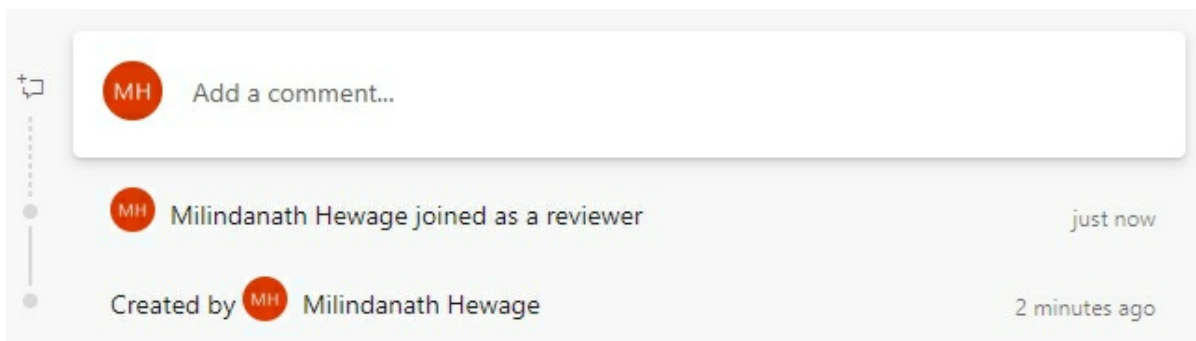 MH Add a comment...
MH Milindanath Hewage joined as a reviewer just now
Created by MH Milindanath Hewage 2 minutes ago